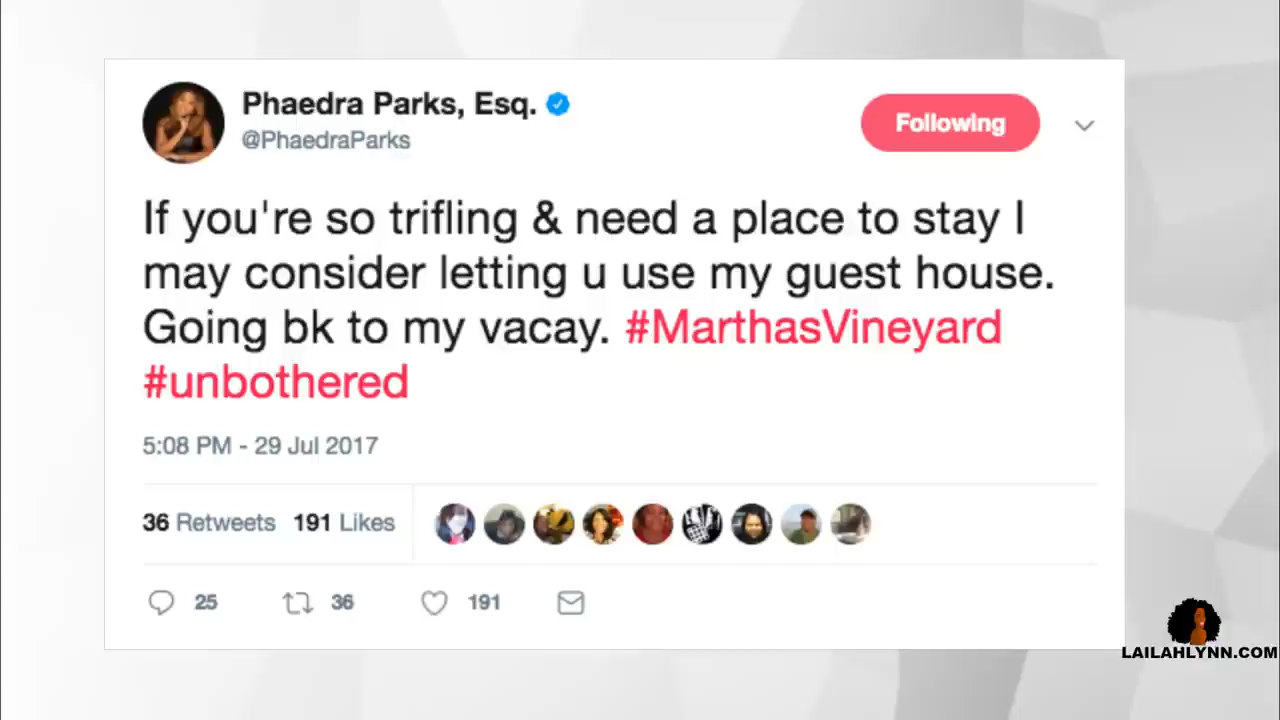 Phaedra Parks, Esq.
@PhaedraParks
Following
If you're so trifling & need a place to stay I
may consider letting u use my guest house.
Going bk to my vacay. #MarthasVineyard
#unbothered
5:08 PM - 29 Jul 2017
36 Retweets 191 Likes
25 36 191
LAILAHLYNN.COM